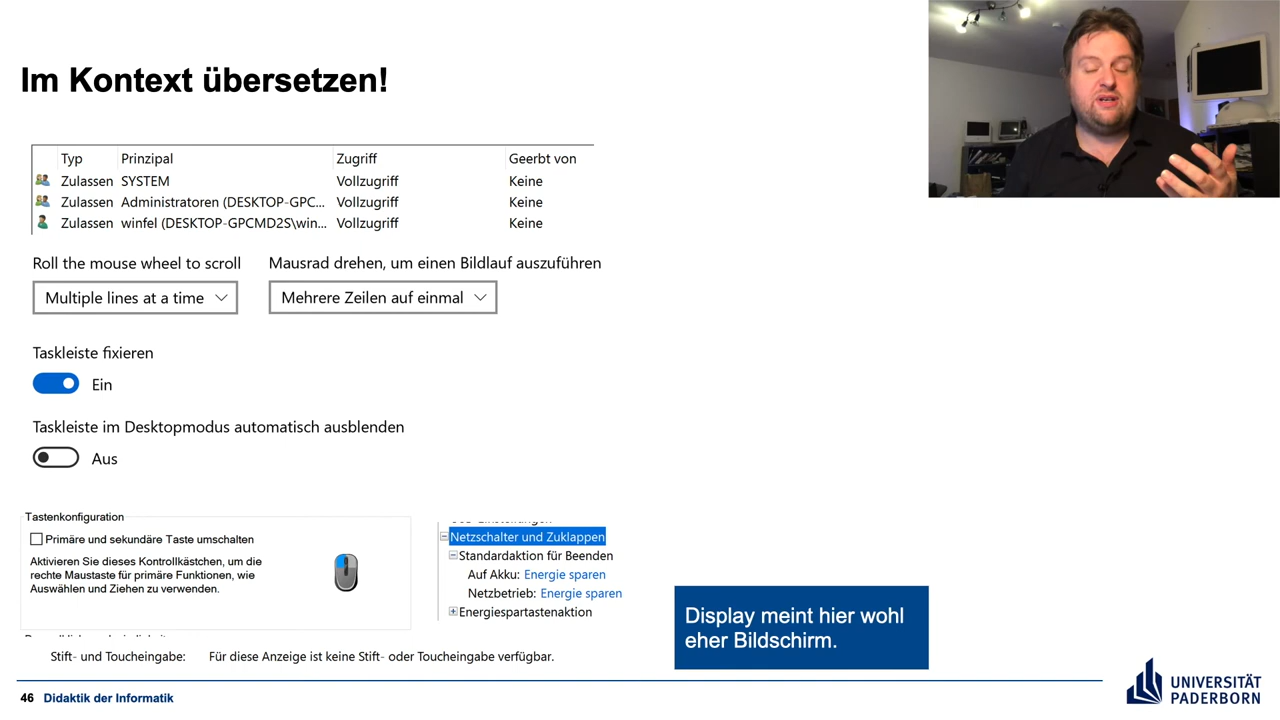 Im Kontext übersetzen!
Typ Prinzipal Zugriff Geerbt von
Zulassen SYSTEM Vollzugriff Keine
Zulassen Administratoren (DESKTOP-GPC... Vollzugriff Keine
Zulassen winfel (DESKTOP-GPCMD2S\win... Vollzugriff Keine
Roll the mouse wheel to scroll
Multiple lines at a time
Mausrad drehen, um einen Bildlauf auszuführen
Mehrere Zeilen auf einmal
Taskleiste fixieren
Ein
Taskleiste im Desktopmodus automatisch ausblenden
Aus
Tastenkonfiguration
Primäre und sekundäre Taste umschalten
Aktivieren Sie dieses Kontrollkästchen, um die
rechte Maustaste für primäre Funktionen, wie
Auswählen und Ziehen zu verwenden.
Netzschalter und Zuklappen
Standardaktion für Beenden
Auf Akku: Energie sparen
Netzbetrieb: Energie sparen
Energiespartastenaktion
Stift- und Toucheingabe: Für diese Anzeige ist keine Stift- oder Toucheingabe verfügbar.
Display meint hier wohl
eher Bildschirm.
46 Didaktik der Informatik
UNIVERSITÄT
PADERBORN